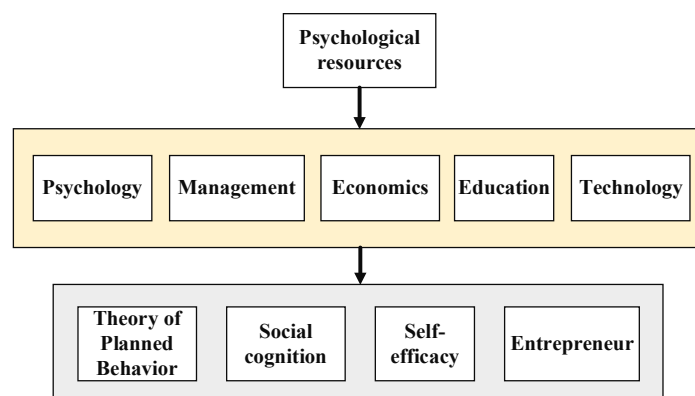 Psychological
resources
Psychology
Management
Economics
Education
Technology
Theory of
Planned
Behavior
Social
cognition
Self-
efficacy
Entrepreneur